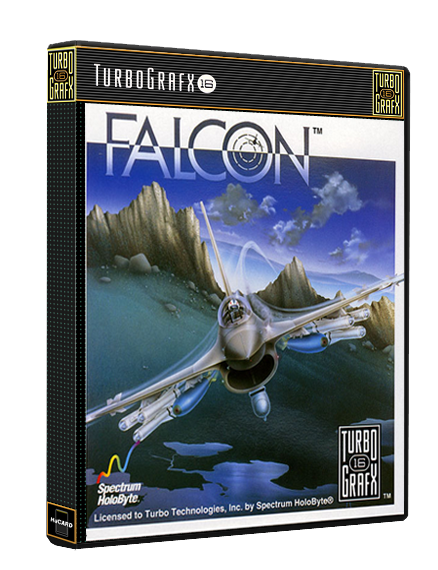 TURBO
16
GRAFX
TURBOGRAFX 16
TURBO
16
GRAFX
FALCON™
TURBO
16
GRAFX
TM
Spectrum
HoloByte
Licensed to Turbo Technologies, Inc. by Spectrum HoloByte®
HuCARD